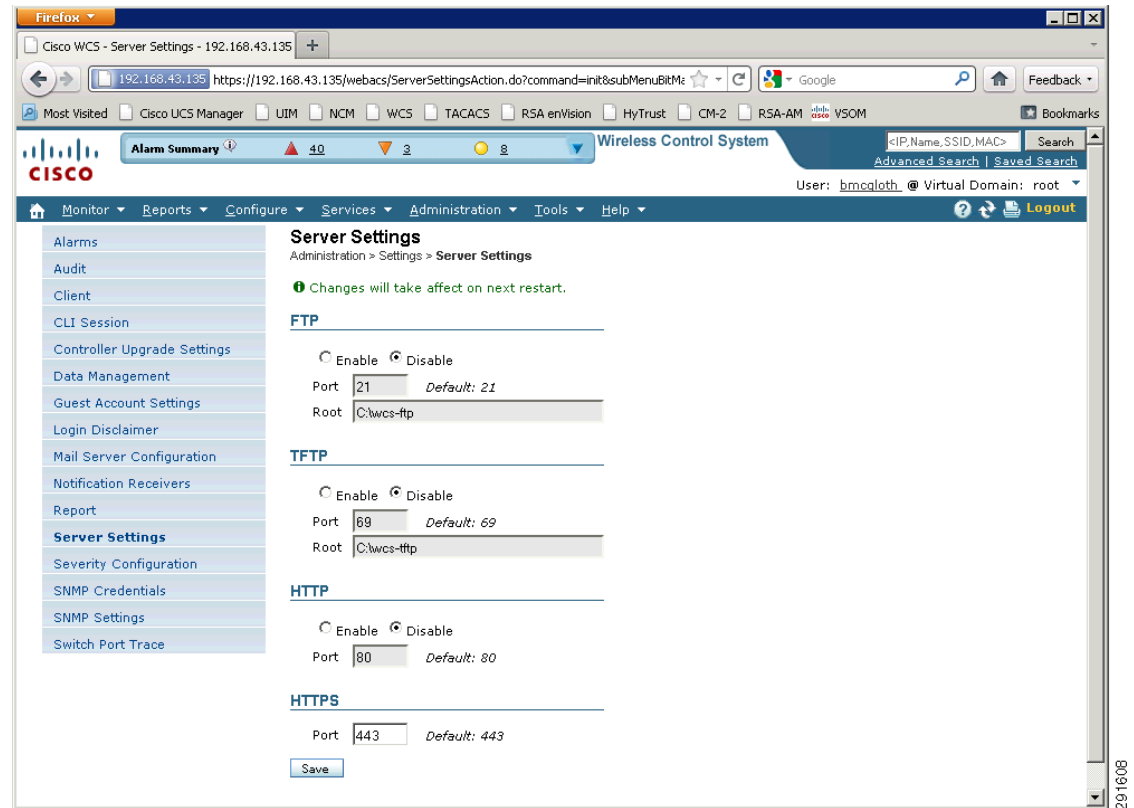 Firefox
Cisco WCS - Server Settings - 192.168.43.135 +
192.168.43.135 https://192.168.43.135/webacs/ServerSettingsAction.do?command=init&subMenuBitMa Google Feedback
Most Visited Cisco UCS Manager UIM NCM WCS TACACS RSA enVision HyTrust CM-2 RSA-AM cisco VSOM Bookmarks
CISCO
Alarm Summary 40 3 8
Wireless Control System
<IP,Name,SSID,MAC> Search
Advanced Search | Saved Search
User: bmcgloth @ Virtual Domain: root
Monitor Reports Configure Services Administration Tools Help Logout
Alarms
Audit
Client
CLI Session
Controller Upgrade Settings
Data Management
Guest Account Settings
Login Disclaimer
Mail Server Configuration
Notification Receivers
Report
Server Settings
Severity Configuration
SNMP Credentials
SNMP Settings
Switch Port Trace
Server Settings
Administration > Settings > Server Settings
Changes will take affect on next restart.
FTP
Enable Disable
Port 21 Default: 21
Root C:\wcs-ftp
TFTP
Enable Disable
Port 69 Default: 69
Root C:\wcs-tftp
HTTP
Enable Disable
Port 80 Default: 80
HTTPS
Port 443 Default: 443
Save
291608